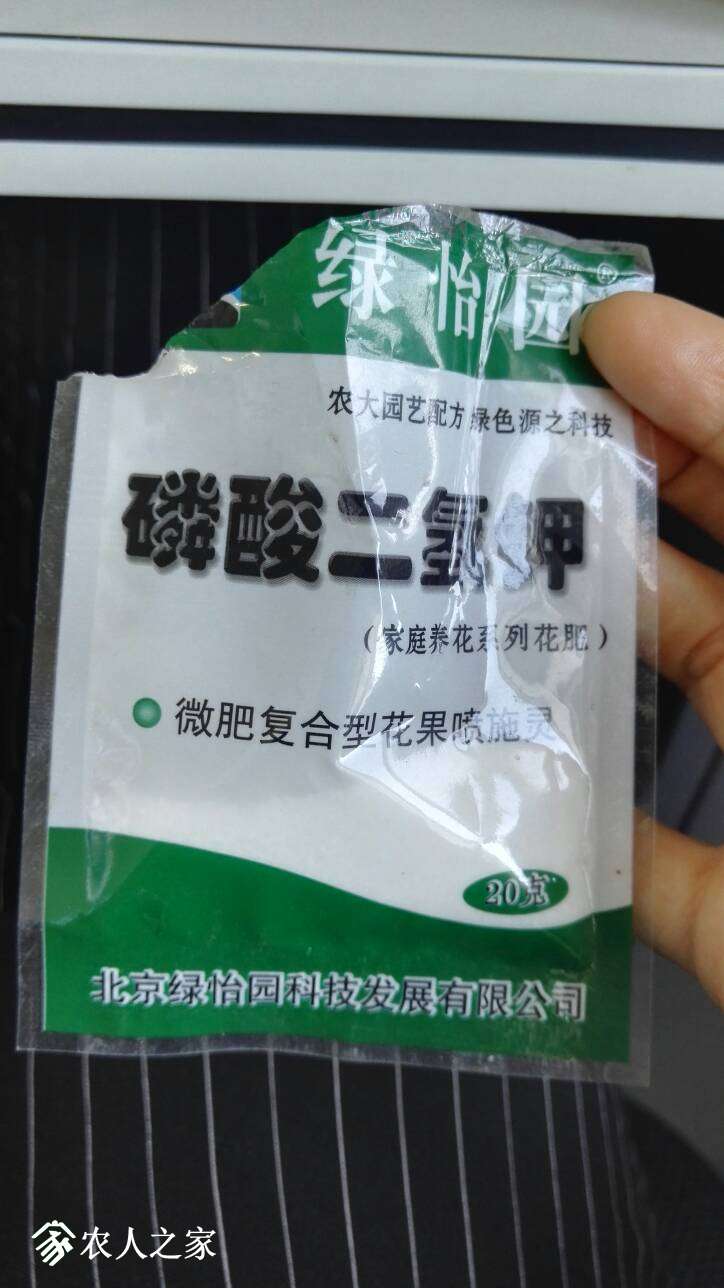 绿怡园®
农大园艺配方 绿色源之科技
磷酸二氢钾
（家庭养花系列花肥）
微肥复合型花果喷施灵
20克
北京绿怡园科技发展有限公司
农人之家